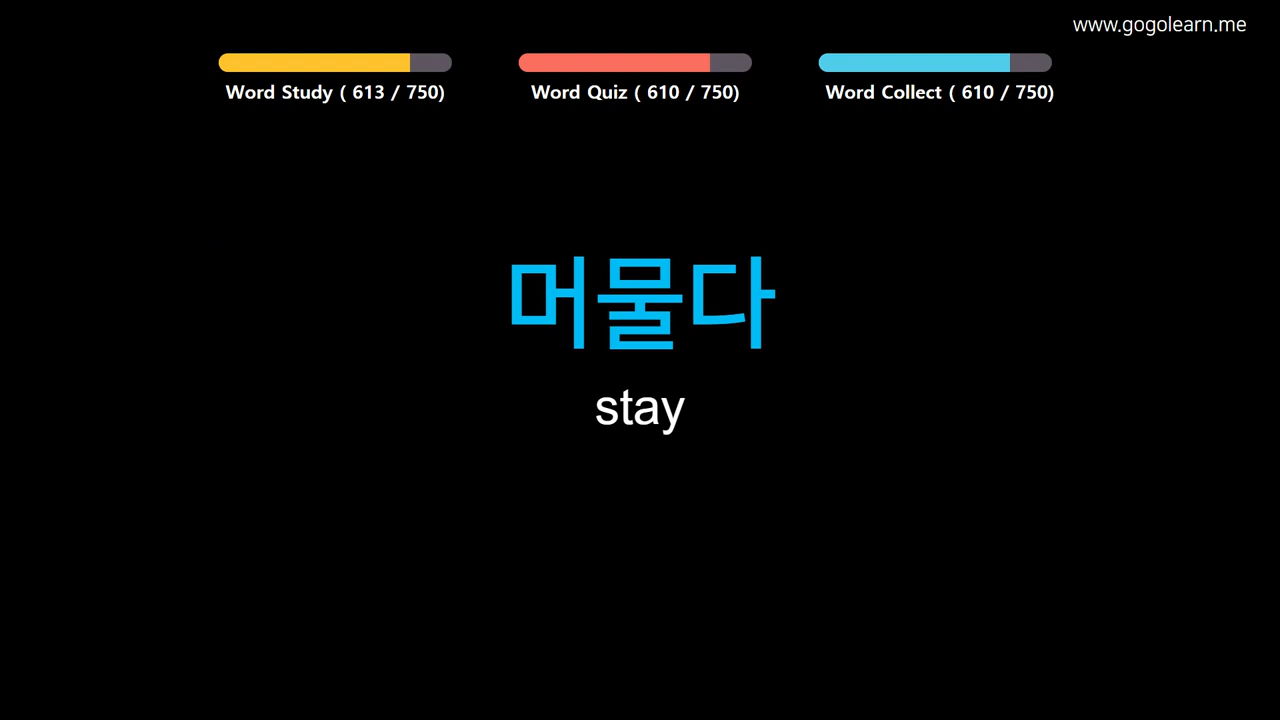 www.gogolearn.me
Word Study ( 613 / 750)
Word Quiz ( 610 / 750)
Word Collect ( 610 / 750)
머물다
stay